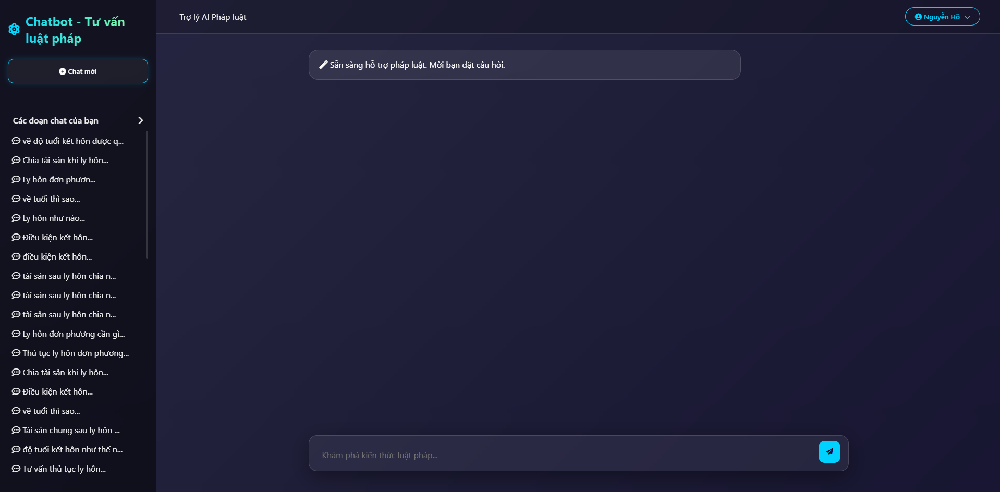 Chatbot - Tư vấn
luật pháp
Chat mới
Các đoạn chat của bạn
về độ tuổi kết hôn được q...
Chia tài sản khi ly hôn...
Ly hôn đơn phươn...
về tuổi thì sao...
Ly hôn như nào...
Điều kiện kết hôn...
điều kiện kết hôn...
tài sản sau ly hôn chia n...
tài sản sau ly hôn chia n...
tài sản sau ly hôn chia n...
Ly hôn đơn phương cần gì...
Thủ tục ly hôn đơn phương...
Chia tài sản khi ly hôn...
Điều kiện kết hôn...
về tuổi thì sao...
Tài sản chung sau ly hôn ...
độ tuổi kết hôn như thế n...
Tư vấn thủ tục ly hôn...
Trợ lý AI Pháp luật
Nguyễn Hồ
Sẵn sàng hỗ trợ pháp luật. Mời bạn đặt câu hỏi.
Khám phá kiến thức luật pháp...